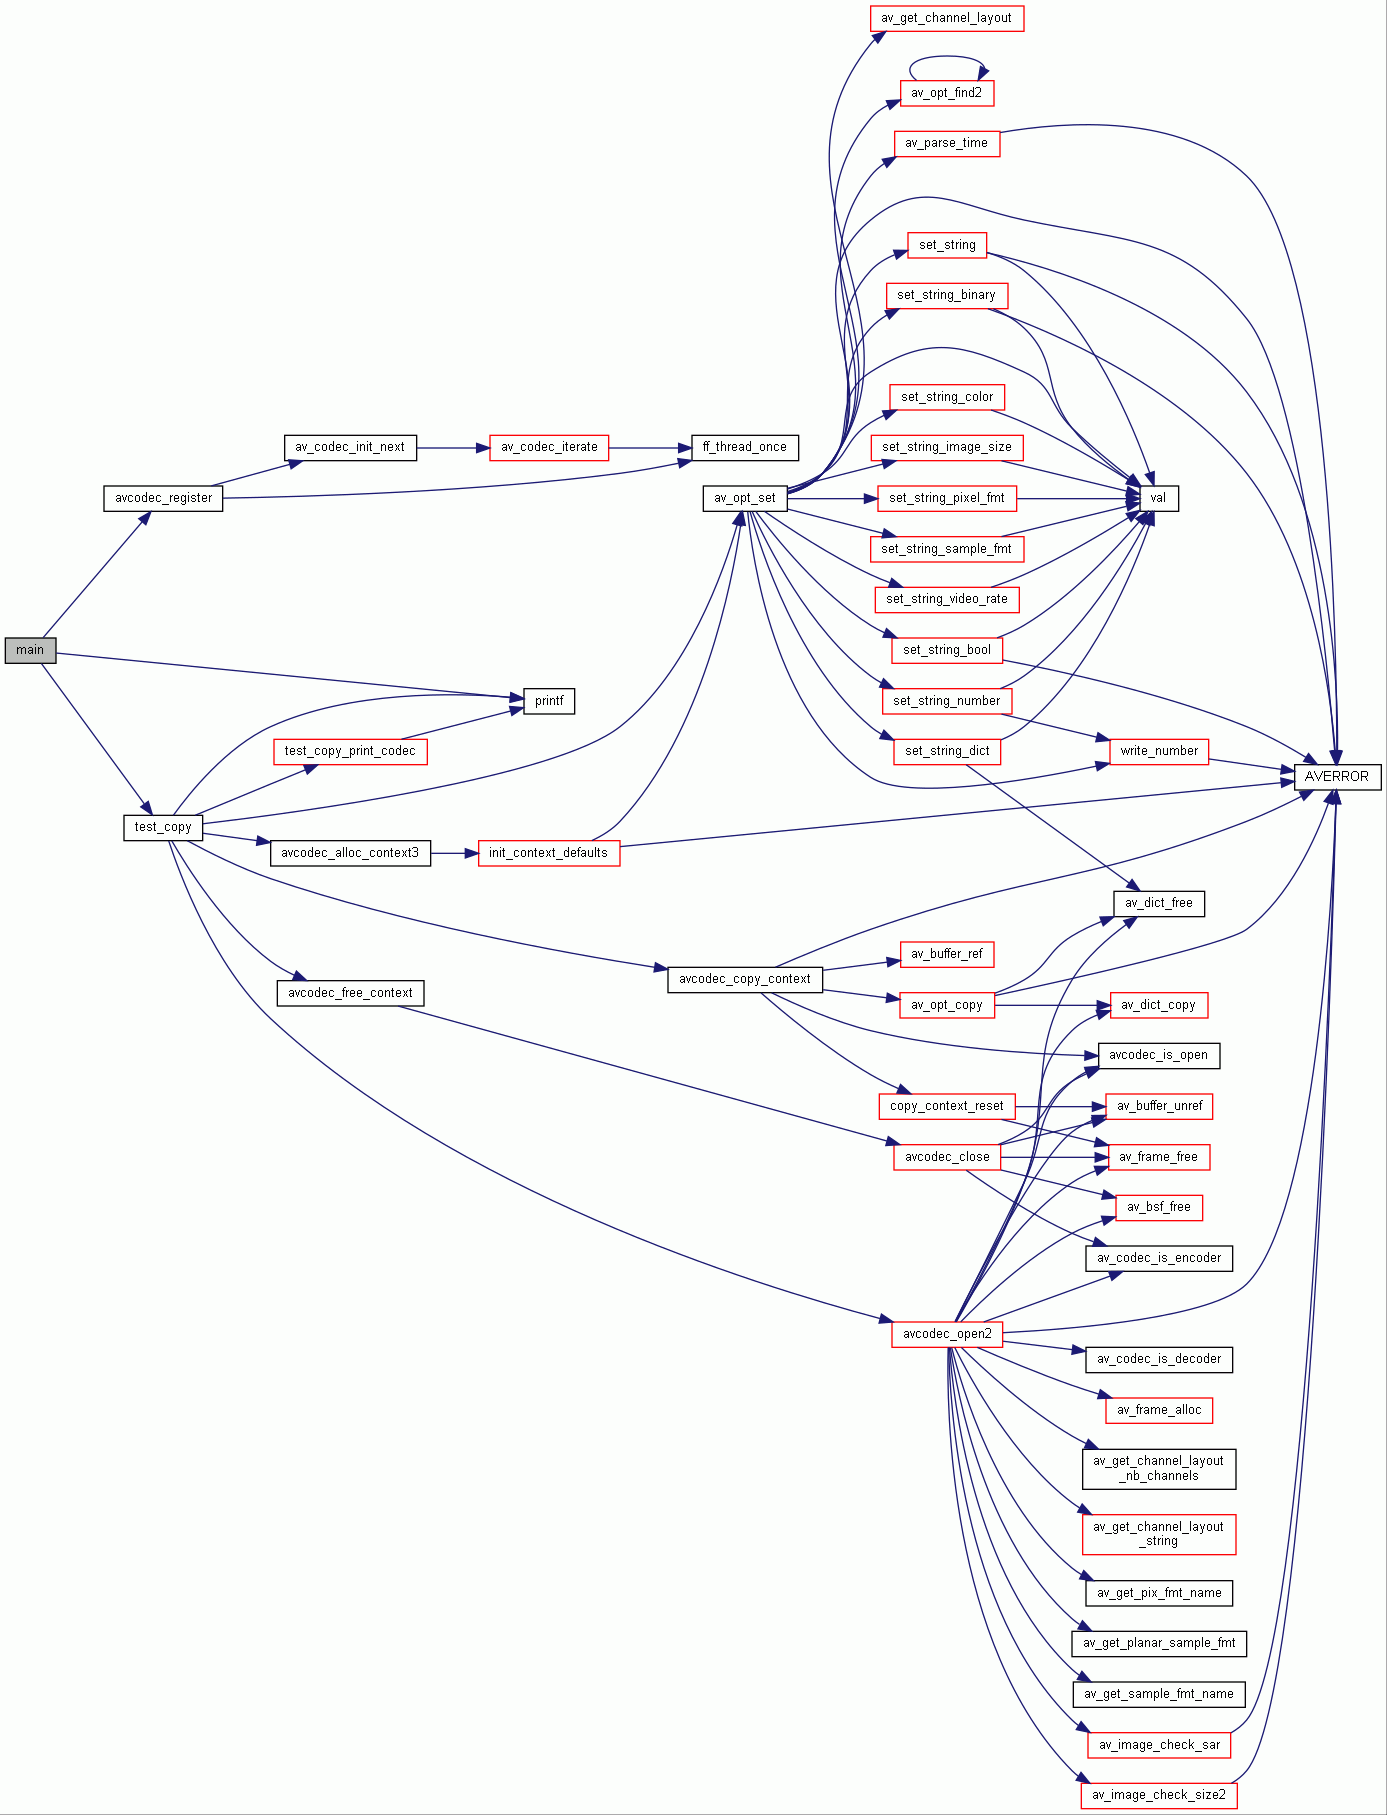 av_get_channel_layout
av_opt_find2
av_parse_time
set_string
set_string_binary
set_string_color
av_codec_init_next
av_codec_iterate
ff_thread_once
set_string_image_size
avcodec_register
av_opt_set
set_string_pixel_fmt
val
set_string_sample_fmt
set_string_video_rate
main
set_string_bool
printf
set_string_number
test_copy_print_codec
set_string_dict
write_number
AVERROR
test_copy
avcodec_alloc_context3
init_context_defaults
av_dict_free
av_buffer_ref
avcodec_copy_context
avcodec_free_context
av_opt_copy
av_dict_copy
avcodec_is_open
copy_context_reset
av_buffer_unref
avcodec_close
av_frame_free
av_bsf_free
av_codec_is_encoder
avcodec_open2
av_codec_is_decoder
av_frame_alloc
av_get_channel_layout
_nb_channels
av_get_channel_layout
_string
av_get_pix_fmt_name
av_get_planar_sample_fmt
av_get_sample_fmt_name
av_image_check_sar
av_image_check_size2